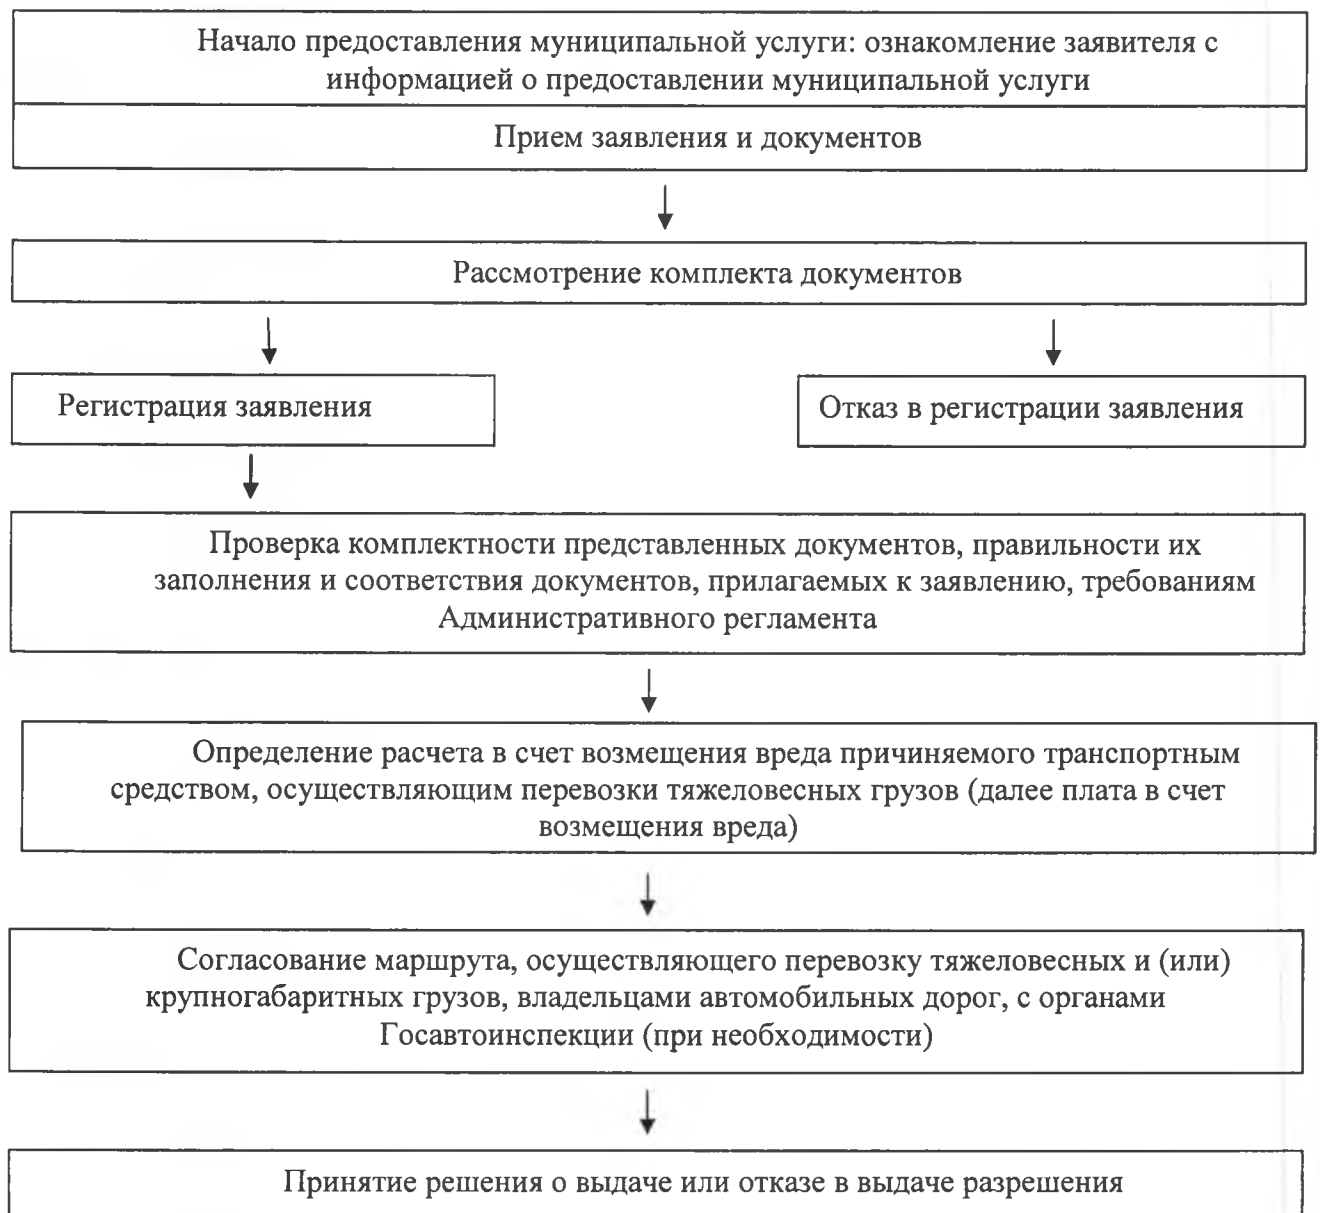 Начало предоставления муниципальной услуги: ознакомление заявителя с
информацией о предоставлении муниципальной услуги
Прием заявления и документов
Рассмотрение комплекта документов
Регистрация заявления
Отказ в регистрации заявления
Проверка комплектности представленных документов, правильности их
заполнения и соответствия документов, прилагаемых к заявлению, требованиям
Административного регламента
Определение расчета в счет возмещения вреда причиняемого транспортным
средством, осуществляющим перевозки тяжеловесных грузов (далее плата в счет
возмещения вреда)
Согласование маршрута, осуществляющего перевозку тяжеловесных и (или)
крупногабаритных грузов, владельцами автомобильных дорог, с органами
Госавтоинспекции (при необходимости)
Принятие решения о выдаче или отказе в выдаче разрешения